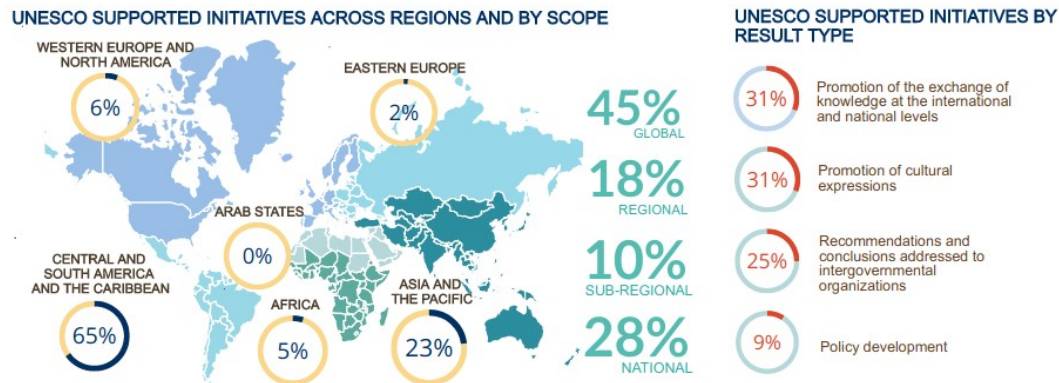 UNESCO SUPPORTED INITIATIVES ACROSS REGIONS AND BY SCOPE
WESTERN EUROPE AND
NORTH AMERICA
6%
EASTERN EUROPE
2%
ARAB STATES
0%
CENTRAL AND
SOUTH AMERICA
AND THE CARIBBEAN
65%
AFRICA
5%
ASIA AND
THE PACIFIC
23%
45%
GLOBAL
18%
REGIONAL
10%
SUB-REGIONAL
28%
NATIONAL
UNESCO SUPPORTED INITIATIVES BY
RESULT TYPE
31%
Promotion of the exchange of
knowledge at the international
and national levels
31%
Promotion of cultural
expressions
25%
Recommendations and
conclusions addressed to
intergovernmental
organizations
9%
Policy development